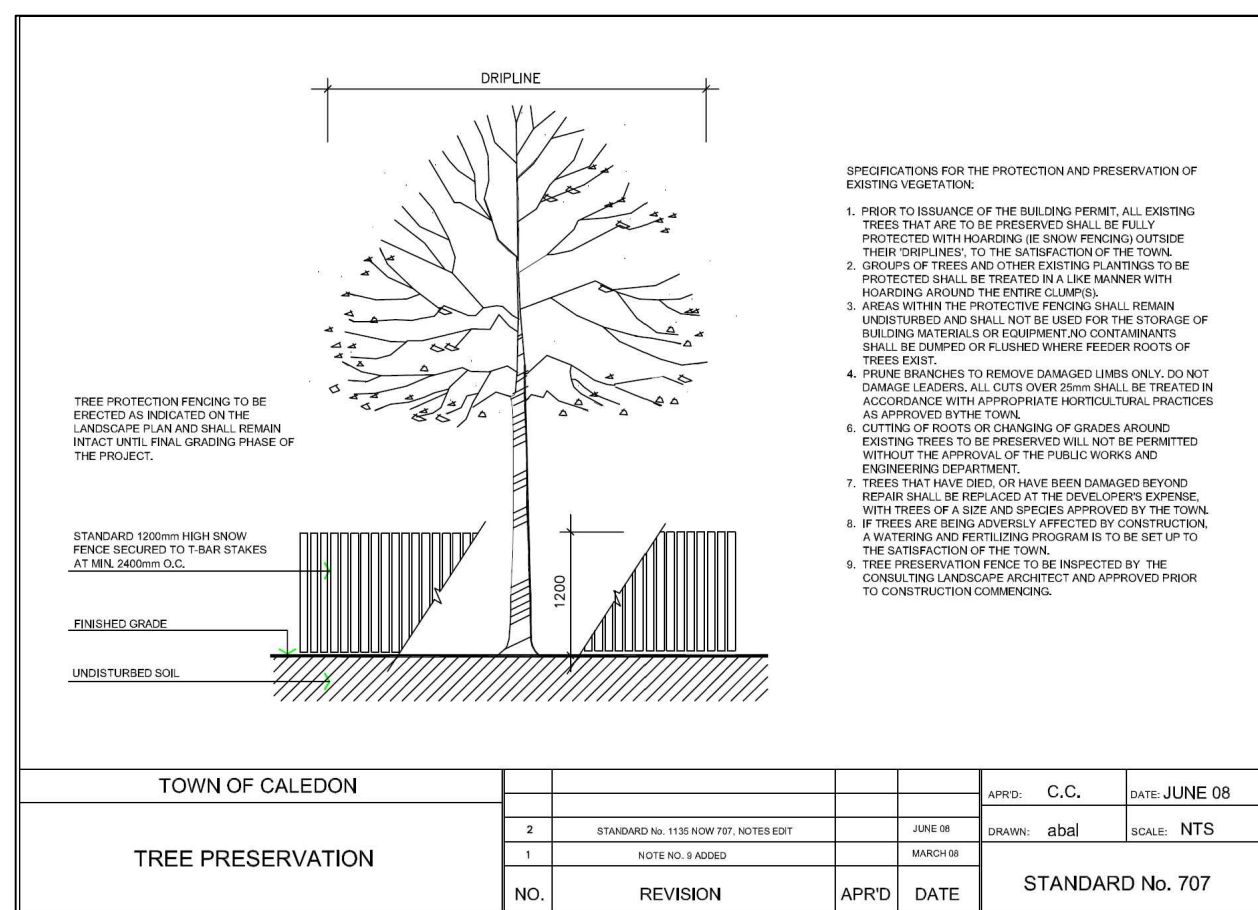 DRIPLINE
SPECIFICATIONS FOR THE PROTECTION AND PRESERVATION OF
EXISTING VEGETATION:
1. PRIOR TO ISSUANCE OF THE BUILDING PERMIT, ALL EXISTING
TREES THAT ARE TO BE PRESERVED SHALL BE FULLY
PROTECTED WITH HOARDING (IE SNOW FENCING) OUTSIDE
THEIR 'DRIPLINES', TO THE SATISFACTION OF THE TOWN.
2. GROUPS OF TREES AND OTHER EXISTING PLANTINGS TO BE
PROTECTED SHALL BE TREATED IN A LIKE MANNER WITH
HOARDING AROUND THE ENTIRE CLUMP(S).
3. AREAS WITHIN THE PROTECTIVE FENCING SHALL REMAIN
UNDISTURBED AND SHALL NOT BE USED FOR THE STORAGE OF
BUILDING MATERIALS OR EQUIPMENT.NO CONTAMINANTS
SHALL BE DUMPED OR FLUSHED WHERE FEEDER ROOTS OF
TREES EXIST.
4. PRUNE BRANCHES TO REMOVE DAMAGED LIMBS ONLY. DO NOT
DAMAGE LEADERS. ALL CUTS OVER 25mm SHALL BE TREATED IN
ACCORDANCE WITH APPROPRIATE HORTICULTURAL PRACTICES
AS APPROVED BYTHE TOWN.
6. CUTTING OF ROOTS OR CHANGING OF GRADES AROUND
EXISTING TREES TO BE PRESERVED WILL NOT BE PERMITTED
WITHOUT THE APPROVAL OF THE PUBLIC WORKS AND
ENGINEERING DEPARTMENT.
7. TREES THAT HAVE DIED, OR HAVE BEEN DAMAGED BEYOND
REPAIR SHALL BE REPLACED AT THE DEVELOPER'S EXPENSE,
WITH TREES OF A SIZE AND SPECIES APPROVED BY THE TOWN.
8. IF TREES ARE BEING ADVERSLY AFFECTED BY CONSTRUCTION,
A WATERING AND FERTILIZING PROGRAM IS TO BE SET UP TO
THE SATISFACTION OF THE TOWN.
9. TREE PRESERVATION FENCE TO BE INSPECTED BY THE
CONSULTING LANDSCAPE ARCHITECT AND APPROVED PRIOR
TO CONSTRUCTION COMMENCING.
TREE PROTECTION FENCING TO BE
ERECTED AS INDICATED ON THE
LANDSCAPE PLAN AND SHALL REMAIN
INTACT UNTIL FINAL GRADING PHASE OF
THE PROJECT.
STANDARD 1200mm HIGH SNOW
FENCE SECURED TO T-BAR STAKES
AT MIN. 2400mm O.C.
1200
FINISHED GRADE
UNDISTURBED SOIL
TOWN OF CALEDON
TREE PRESERVATION
2 STANDARD No. 1135 NOW 707, NOTES EDIT JUNE 08
1 NOTE NO. 9 ADDED MARCH 08
NO. REVISION APR'D DATE
APR'D: C.C. DATE: JUNE 08
DRAWN: abal SCALE: NTS
STANDARD No. 707